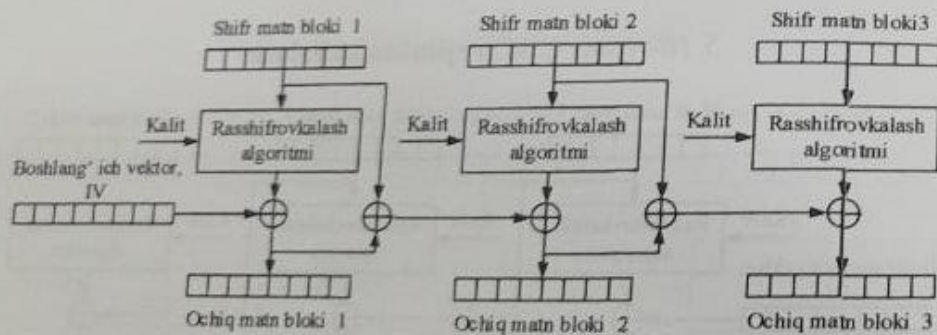 Shifr matn bloki 1
Shifr matn bloki 2
Shifr matn bloki3
Kalit
Rasshifrovkalash
algoritmi
Kalit
Rasshifrovkalash
algoritmi
Kalit
Rasshifrovkalash
algoritmi
Boshlang' ich vektor,
IV
Ochiq matn bloki 1
Ochiq matn bloki 2
Ochiq matn bloki 3